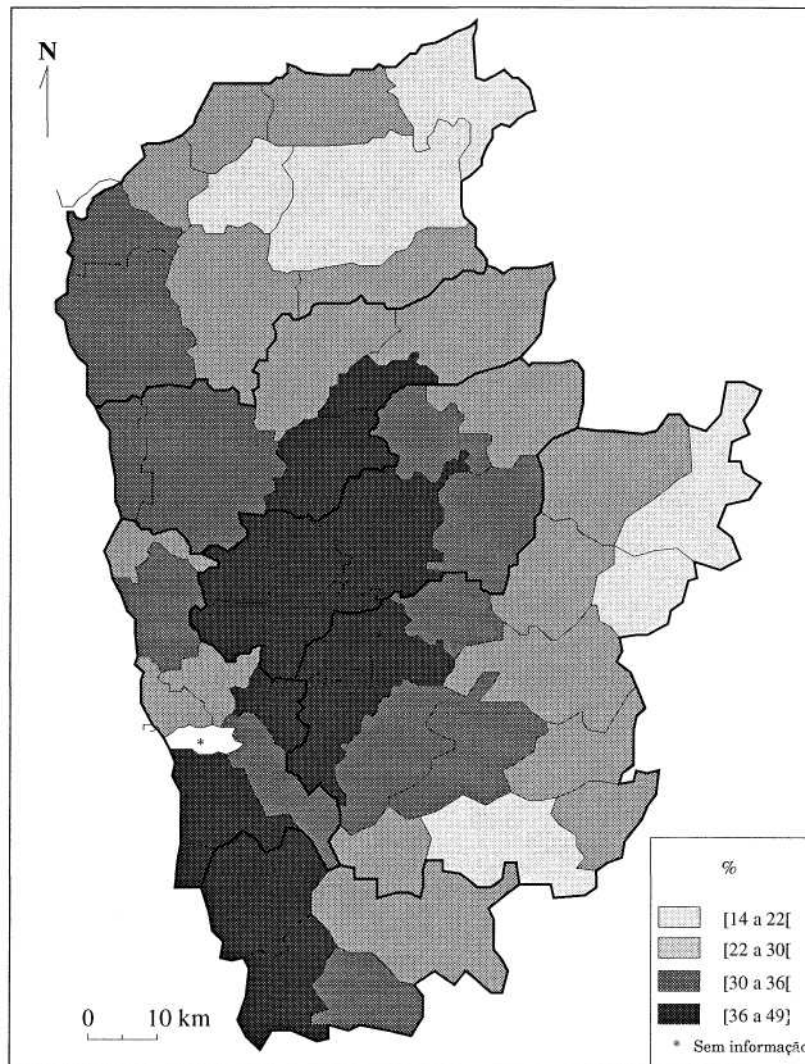 N
*
%
[14 a 22[
[22 a 30[
[30 a 36[
[36 a 49]
* Sem informação
0 10 km